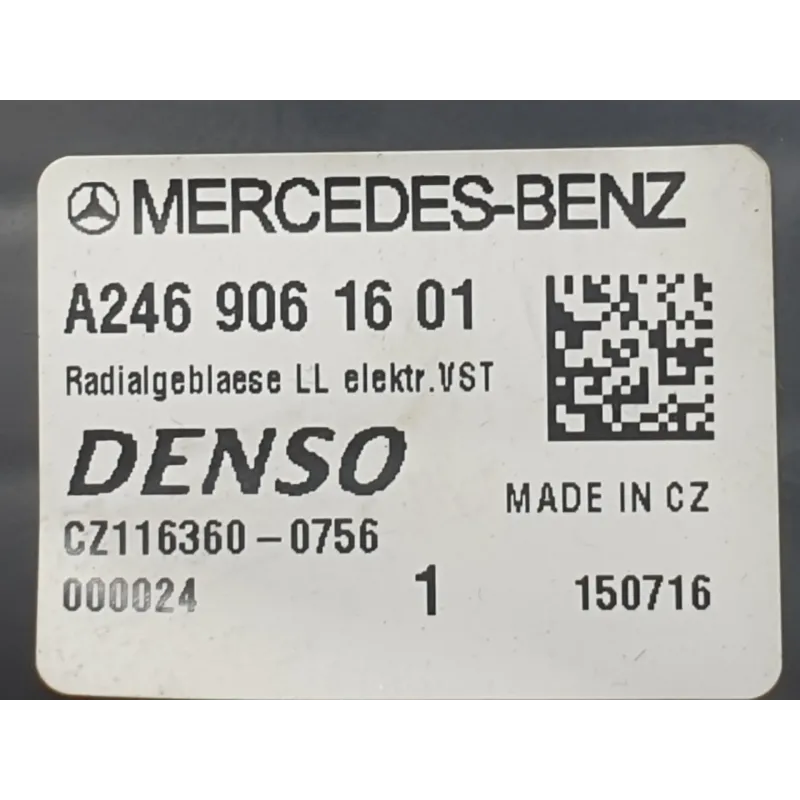 MERCEDES-BENZ
A246 906 16 01
Radialgeblaese LL elektr.VST
DENSO
MADE IN CZ
CZ116360-0756
000024 1 150716